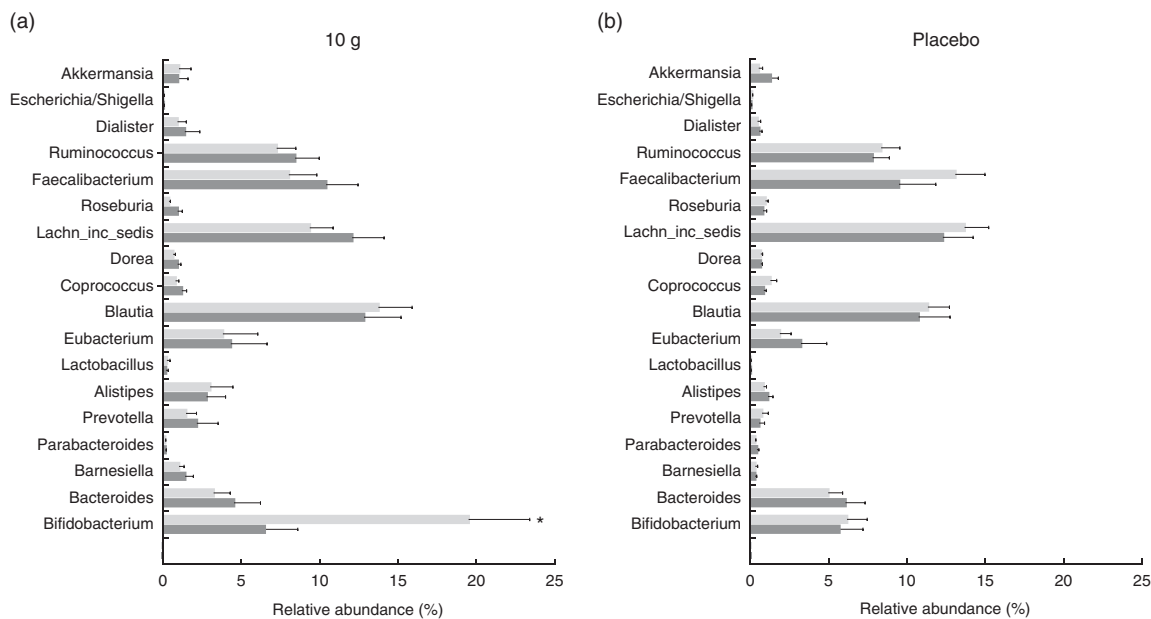 (a)
10 g
Akkermansia
Escherichia/Shigella
Dialister
Ruminococcus
Faecalibacterium
Roseburia
Lachn_inc_sedis
Dorea
Coprococcus
Blautia
Eubacterium
Lactobacillus
Alistipes
Prevotella
Parabacteroides
Barnesiella
Bacteroides
Bifidobacterium
*
0 5 10 15 20 25
Relative abundance (%)
(b)
Placebo
Akkermansia
Escherichia/Shigella
Dialister
Ruminococcus
Faecalibacterium
Roseburia
Lachn_inc_sedis
Dorea
Coprococcus
Blautia
Eubacterium
Lactobacillus
Alistipes
Prevotella
Parabacteroides
Barnesiella
Bacteroides
Bifidobacterium
0 5 10 15 20 25
Relative abundance (%)